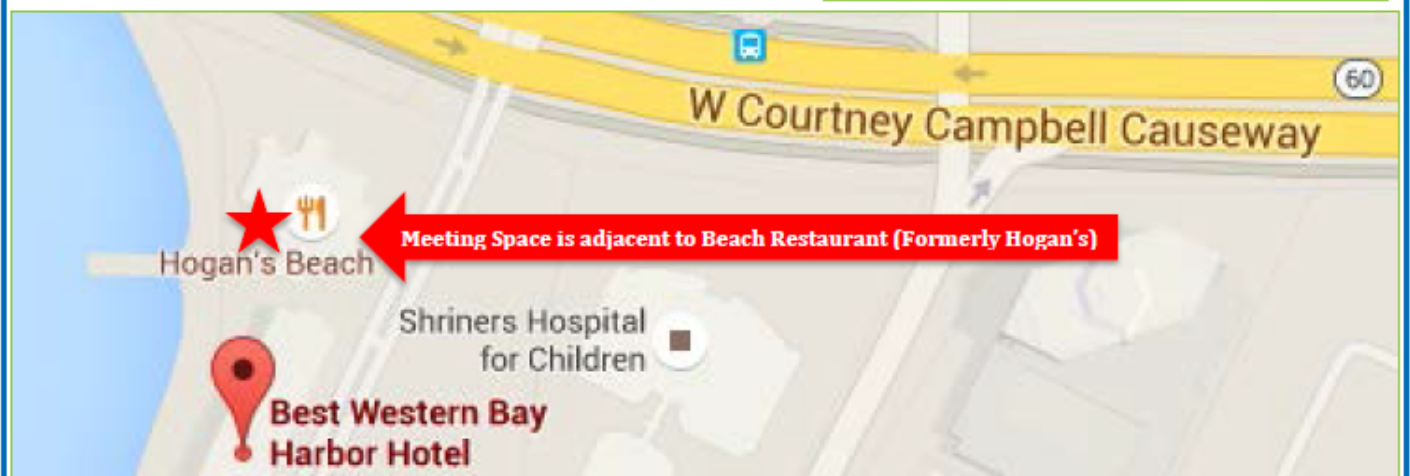 60
W Courtney Campbell Causeway
Meeting Space is adjacent to Beach Restaurant (Formerly Hogan's)
Hogan's Beach
Shriners Hospital
for Children
Best Western Bay
Harbor Hotel